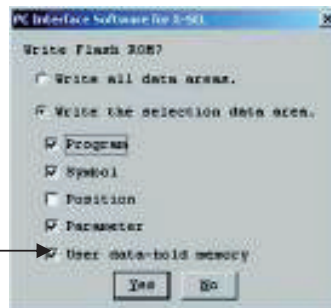 PC Interface Software for X-SEL
Write Flash ROM?
Write all data areas.
Write the selection data area.
Program
Symbol
Position
Parameter
User data-hold memory
Yes
No